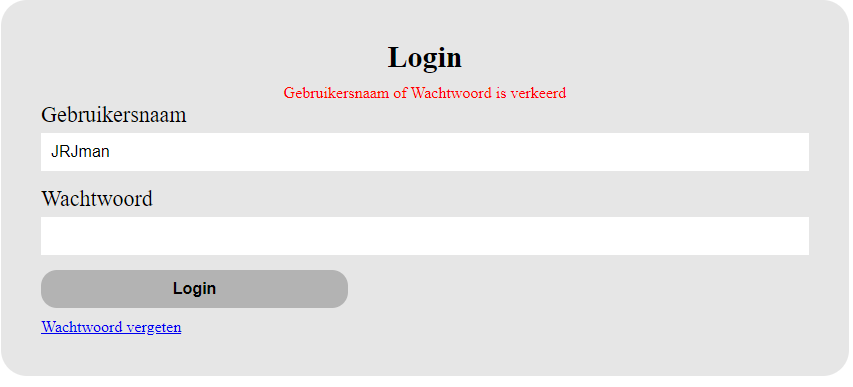 Login
Gebruikersnaam of Wachtwoord is verkeerd
Gebruikersnaam
JRJman
Wachtwoord
Login
Wachtwoord vergeten